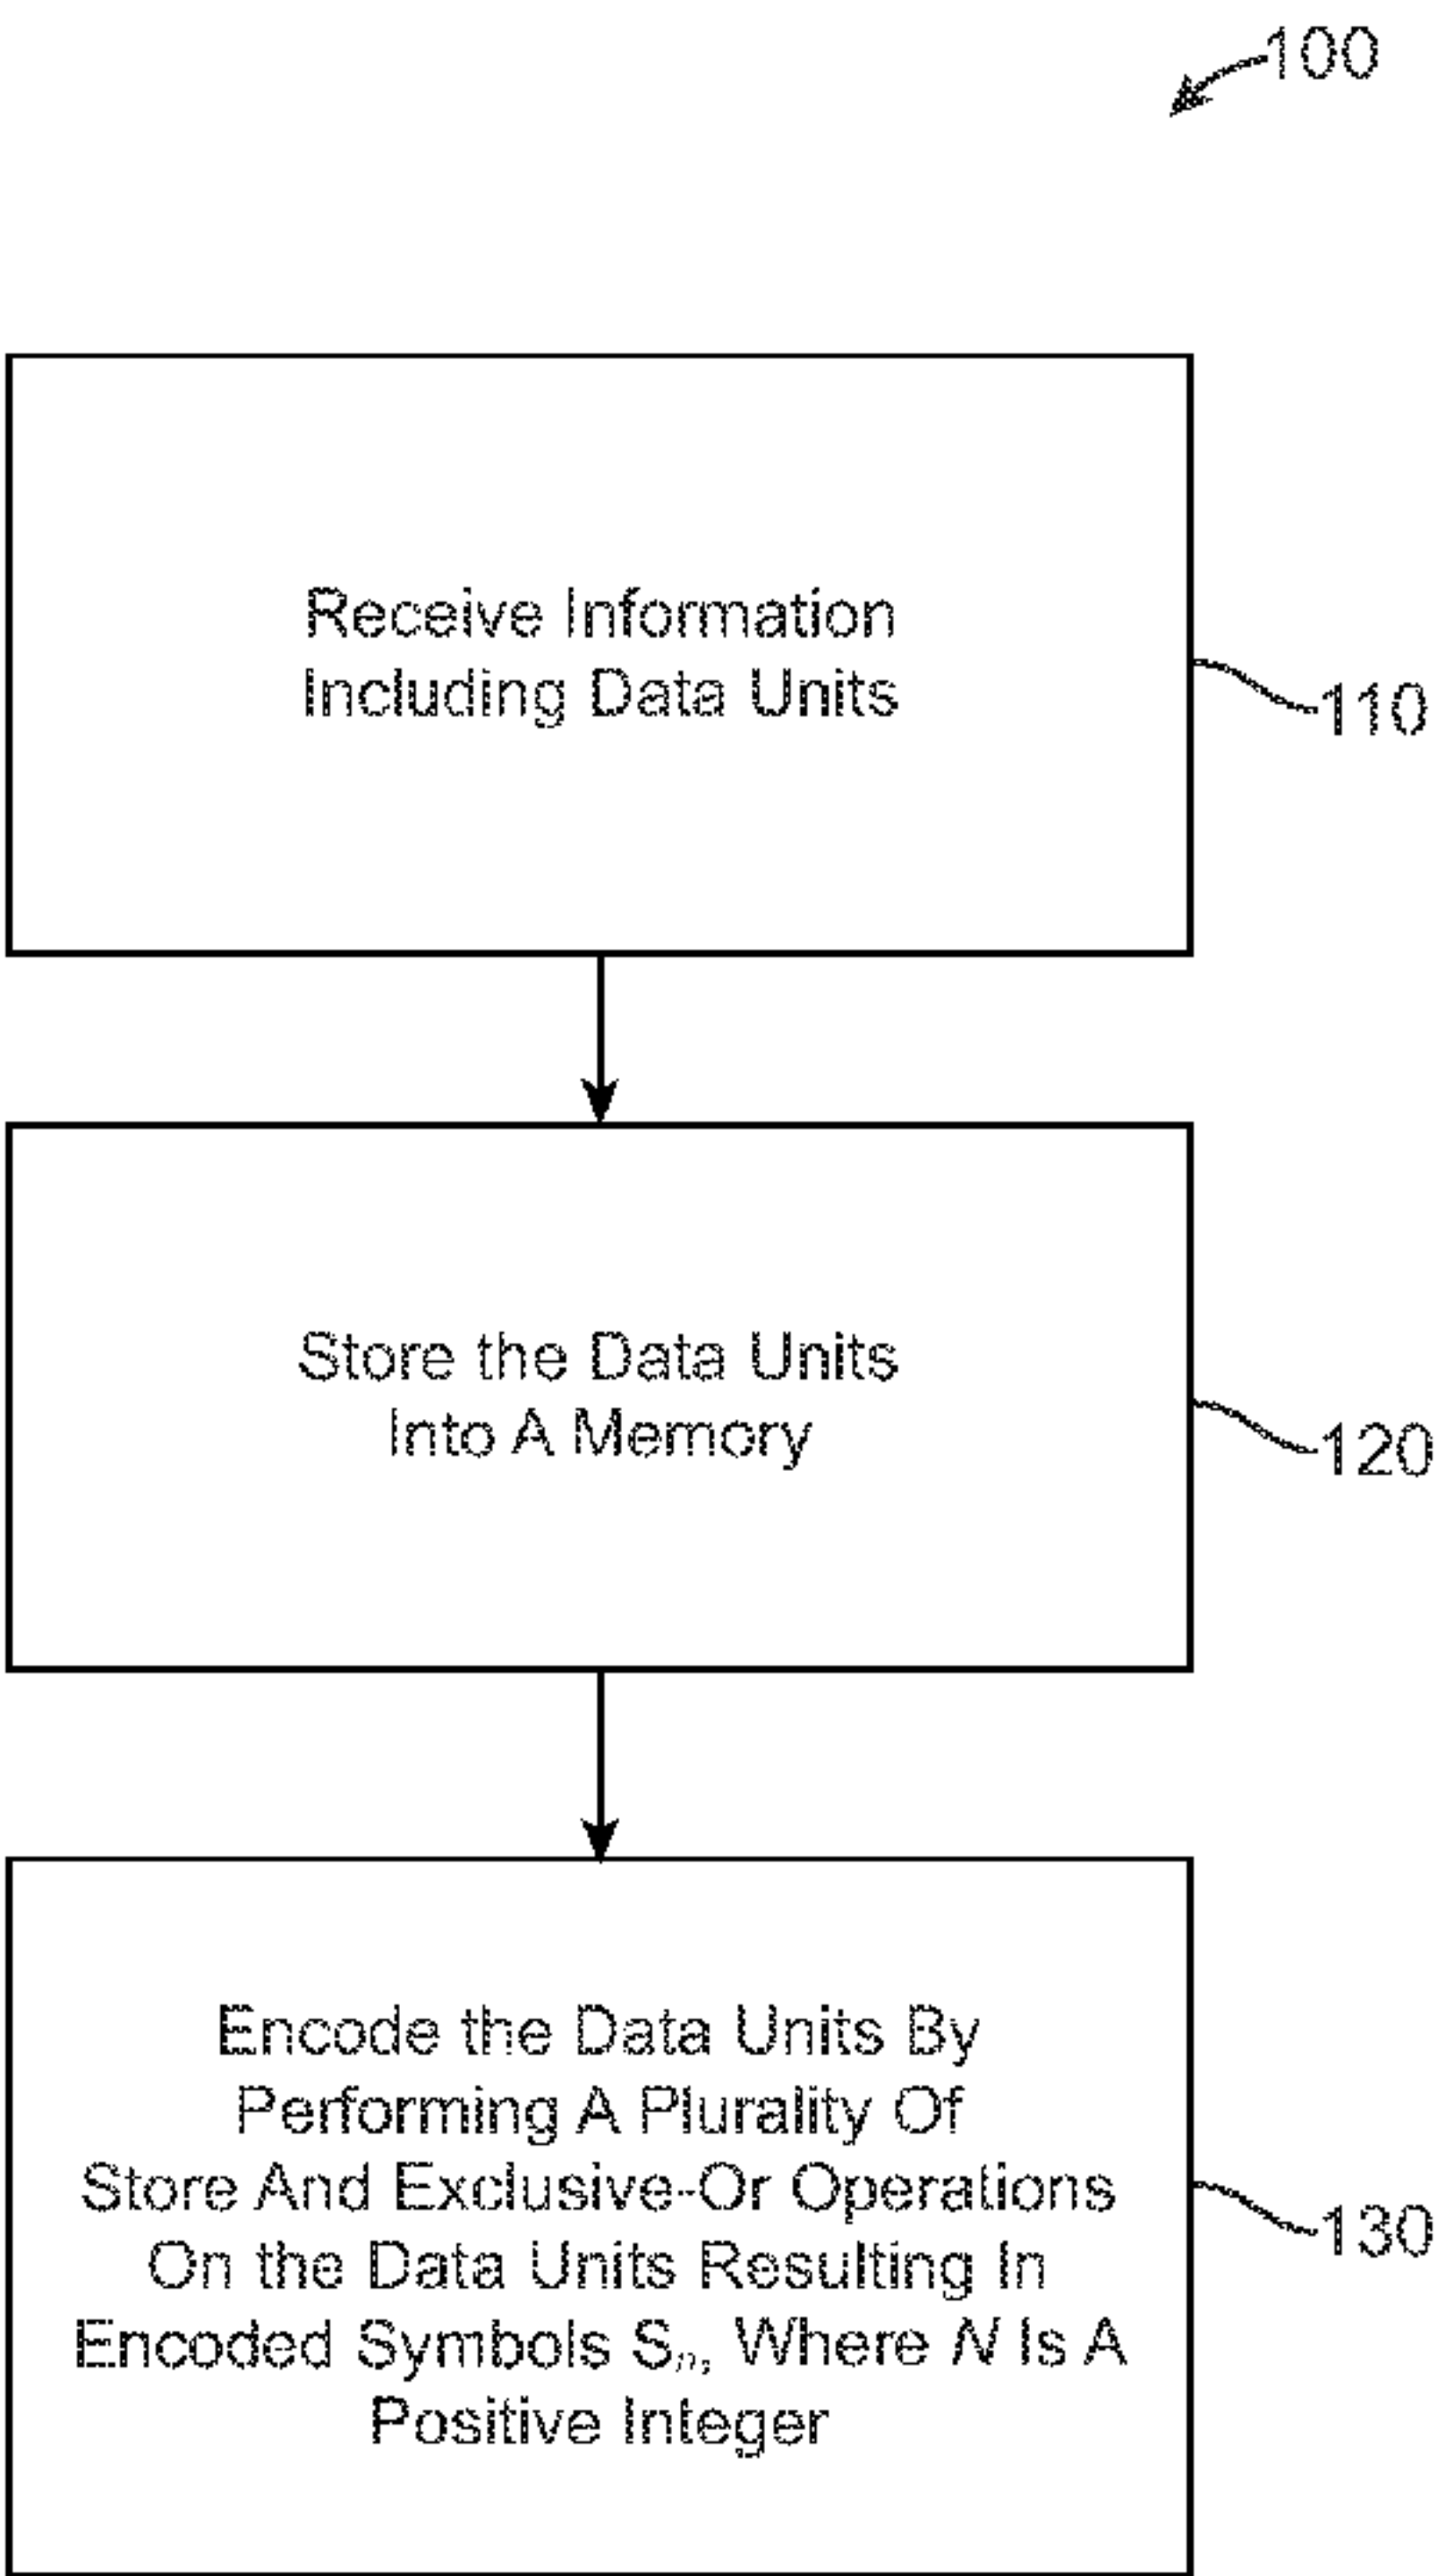 100
Receive Information
Including Data Units
110
Store the Data Units
Into A Memory
120
Encode the Data Units By
Performing A Plurality Of
Store And Exclusive-Or Operations
On the Data Units Resulting In
Encoded Symbols Sₙ, Where N Is A
Positive Integer
130